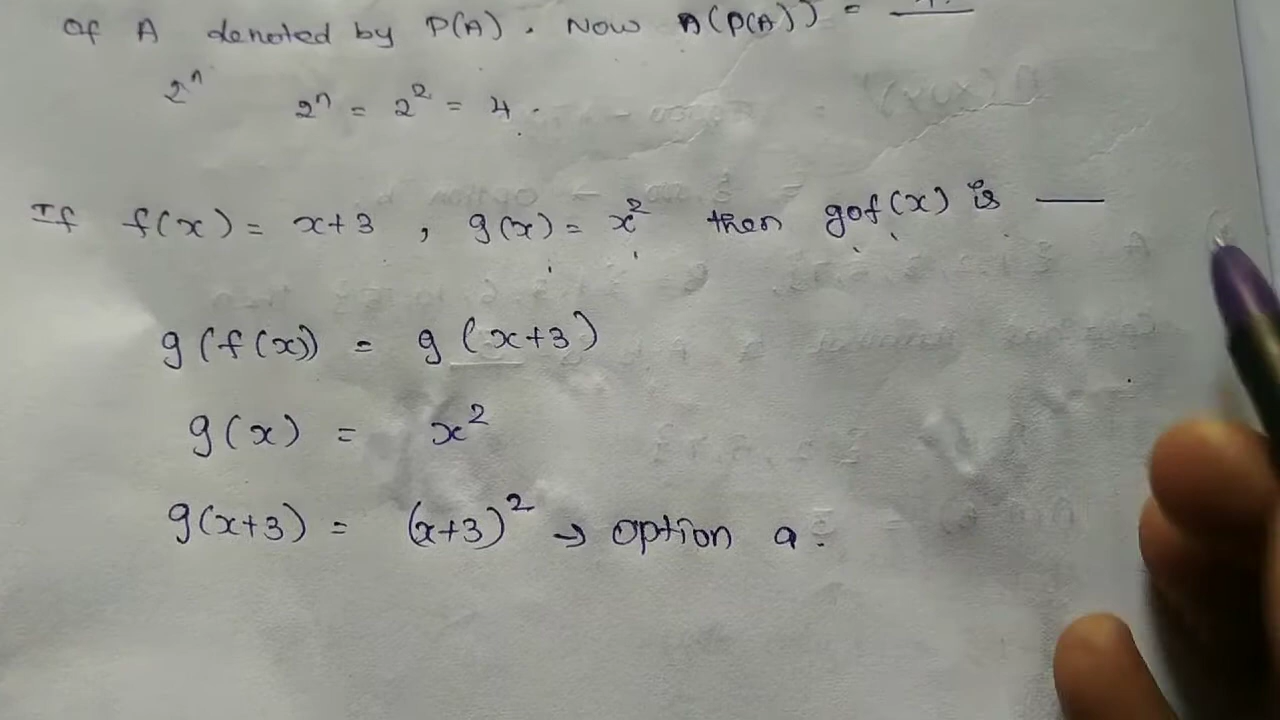 of A denoted by P(A). Now n(P(A)) =
2ⁿ 2ⁿ = 2² = 4.
If f(x) = x+3 , g(x) = x² then gof(x) is —
g(f(x)) = g(x+3)
g(x) = x²
g(x+3) = (x+3)² → option a.